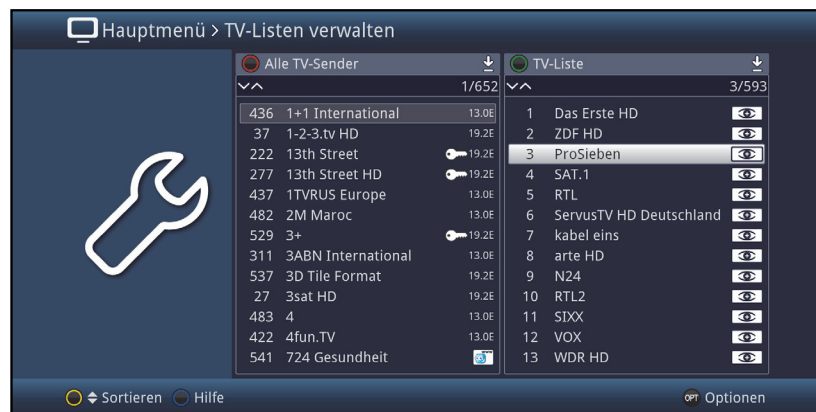 Hauptmenü > TV-Listen verwalten
Alle TV-Sender
1/652
436 1+1 International 13.0E
37 1-2-3.tv HD 19.2E
222 13th Street 19.2E
277 13th Street HD 19.2E
437 1TVRUS Europe 13.0E
482 2M Maroc 13.0E
529 3+ 19.2E
311 3ABN International 13.0E
537 3D Tile Format 19.2E
27 3sat HD 19.2E
483 4 13.0E
422 4fun.TV 13.0E
541 724 Gesundheit
TV-Liste
3/593
1 Das Erste HD
2 ZDF HD
3 ProSieben
4 SAT.1
5 RTL
6 ServusTV HD Deutschland
7 kabel eins
8 arte HD
9 N24
10 RTL2
11 SIXX
12 VOX
13 WDR HD
Sortieren Hilfe OPT Optionen